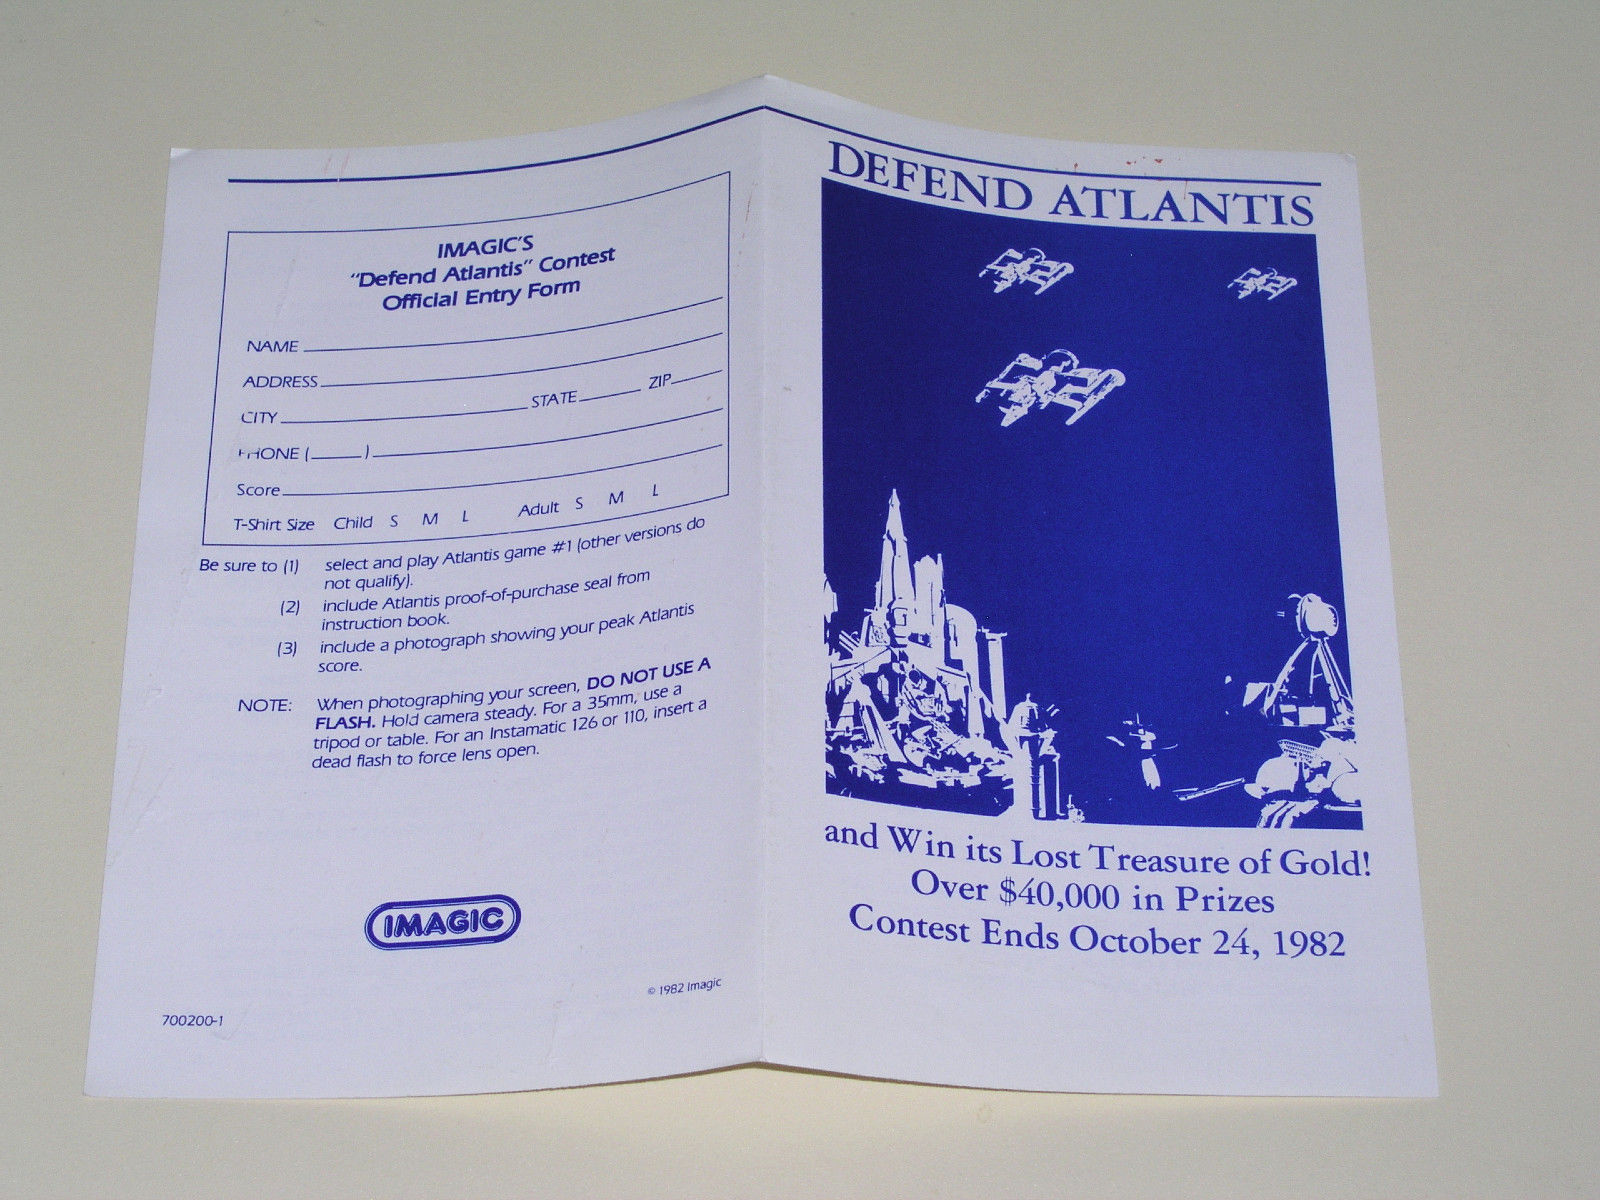 IMAGIC'S
"Defend Atlantis" Contest
Official Entry Form
NAME
ADDRESS
CITY STATE ZIP
PHONE ( )
Score
T-Shirt Size Child S M L Adult S M L
Be sure to (1) select and play Atlantis game #1 (other versions do
not qualify).
(2) include Atlantis proof-of-purchase seal from
instruction book.
(3) include a photograph showing your peak Atlantis
score.
NOTE: When photographing your screen, DO NOT USE A
FLASH. Hold camera steady. For a 35mm, use a
tripod or table. For an Instamatic 126 or 110, insert a
dead flash to force lens open.
IMAGIC
© 1982 Imagic
700200-1
DEFEND ATLANTIS
and Win its Lost Treasure of Gold!
Over $40,000 in Prizes
Contest Ends October 24, 1982